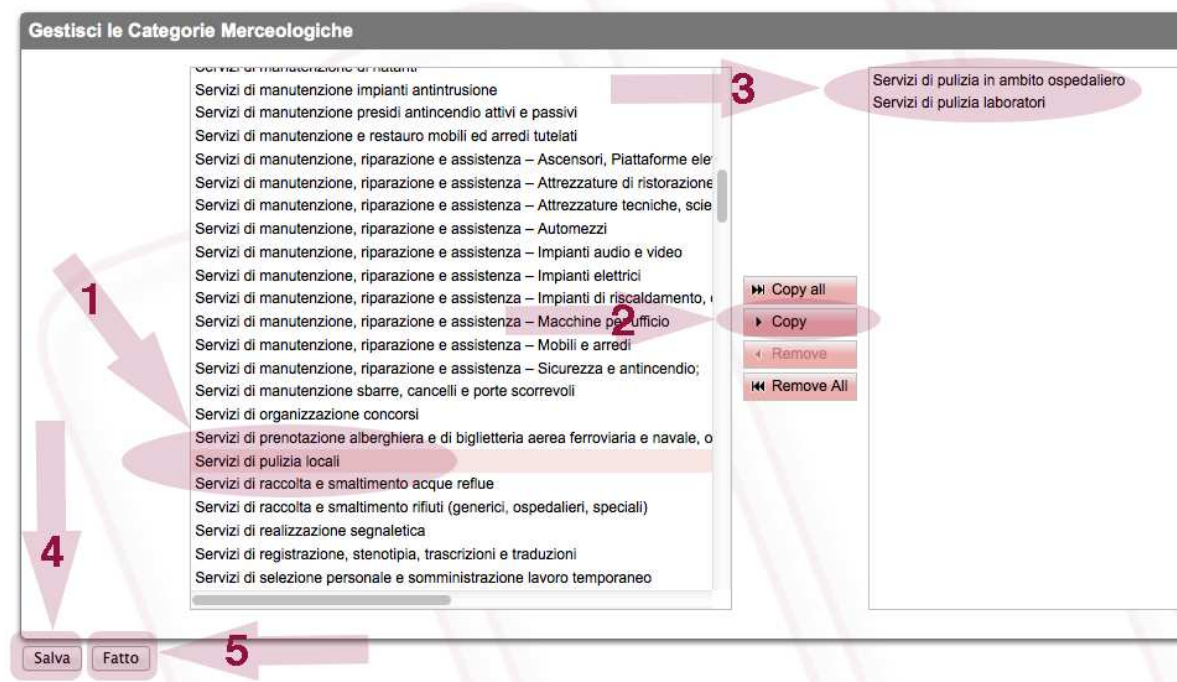 Gestisci le Categorie Merceologiche
Servizi di manutenzione di natanti
Servizi di manutenzione impianti antintrusione
Servizi di manutenzione presidi antincendio attivi e passivi
Servizi di manutenzione e restauro mobili ed arredi tutelati
Servizi di manutenzione, riparazione e assistenza – Ascensori, Piattaforme ele
Servizi di manutenzione, riparazione e assistenza – Attrezzature di ristorazione
Servizi di manutenzione, riparazione e assistenza – Attrezzature tecniche, scie
Servizi di manutenzione, riparazione e assistenza – Automezzi
Servizi di manutenzione, riparazione e assistenza – Impianti audio e video
Servizi di manutenzione, riparazione e assistenza – Impianti elettrici
Servizi di manutenzione, riparazione e assistenza – Impianti di riscaldamento,
Servizi di manutenzione, riparazione e assistenza – Macchine per ufficio
Servizi di manutenzione, riparazione e assistenza – Mobili e arredi
Servizi di manutenzione, riparazione e assistenza – Sicurezza e antincendio;
Servizi di manutenzione sbarre, cancelli e porte scorrevoli
Servizi di organizzazione concorsi
Servizi di prenotazione alberghiera e di biglietteria aerea ferroviaria e navale, o
Servizi di pulizia locali
Servizi di raccolta e smaltimento acque reflue
Servizi di raccolta e smaltimento rifiuti (generici, ospedalieri, speciali)
Servizi di realizzazione segnaletica
Servizi di registrazione, stenotipia, trascrizioni e traduzioni
Servizi di selezione personale e somministrazione lavoro temporaneo
1
2
Copy all
Copy
Remove
Remove All
3
Servizi di pulizia in ambito ospedaliero
Servizi di pulizia laboratori
4
Salva
Fatto
5